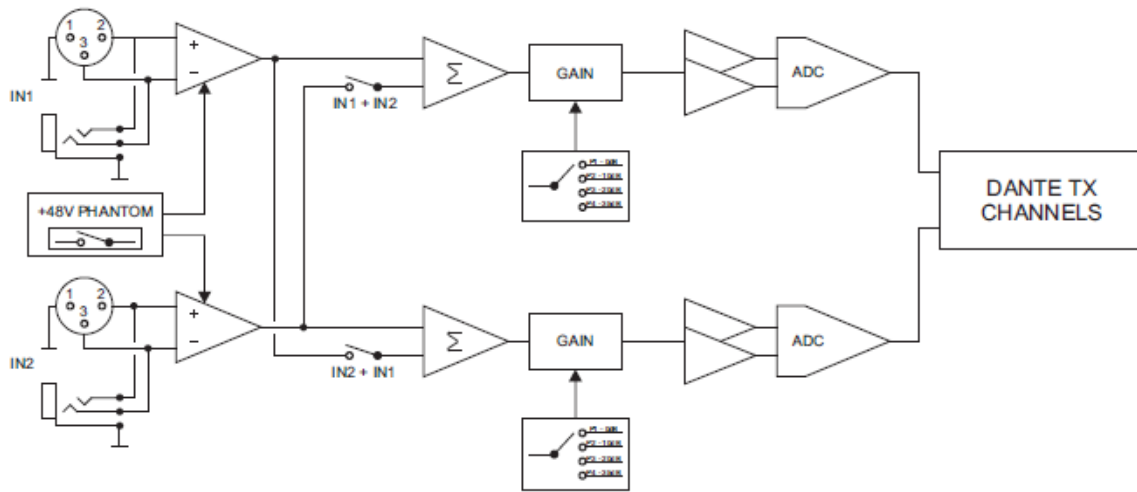 1
2
3
+
−
IN1
IN1 + IN2
Σ
GAIN
ADC
+48V PHANTOM
DANTE TX
CHANNELS
1
2
3
+
−
IN2
IN2 + IN1
Σ
GAIN
ADC